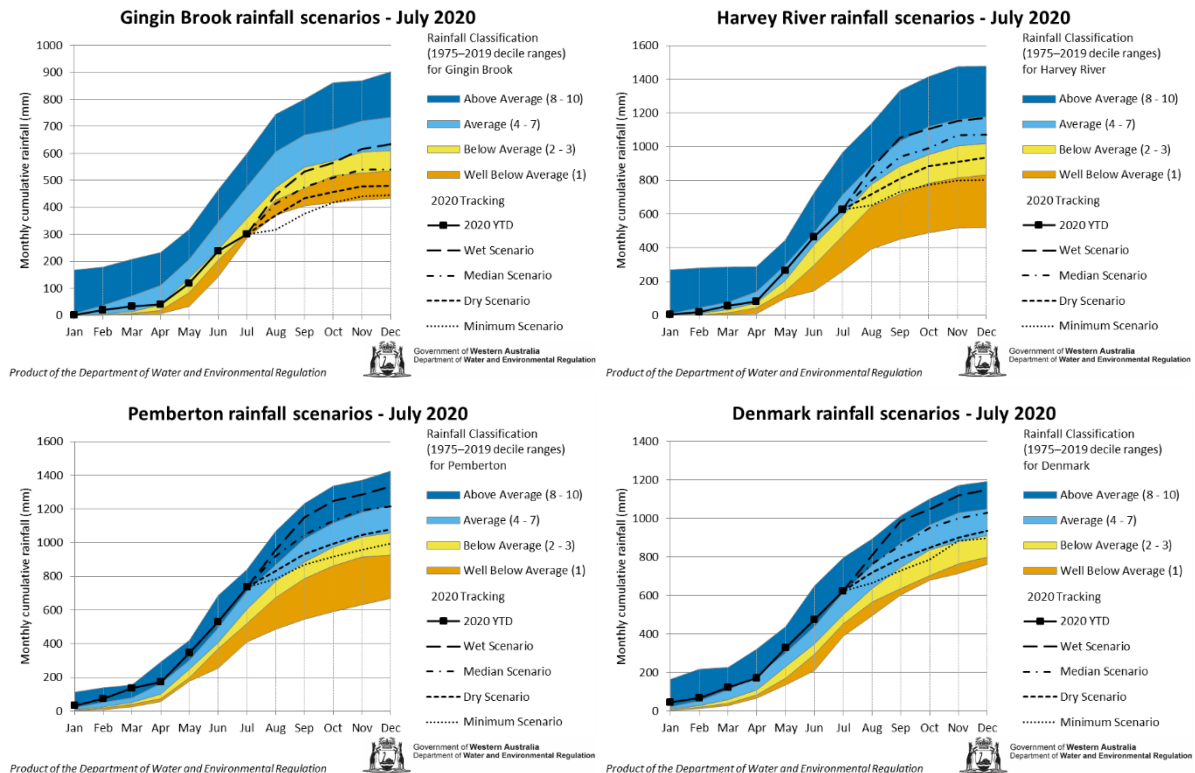 Gingin Brook rainfall scenarios - July 2020
Monthly cumulative rainfall (mm)
1000
900
800
700
600
500
400
300
200
100
0
Jan Feb Mar Apr May Jun Jul Aug Sep Oct Nov Dec
Rainfall Classification
(1975–2019 decile ranges)
for Gingin Brook
Above Average (8 - 10)
Average (4 - 7)
Below Average (2 - 3)
Well Below Average (1)
2020 Tracking
2020 YTD
Wet Scenario
Median Scenario
Dry Scenario
Minimum Scenario
Government of Western Australia
Department of Water and Environmental Regulation
Product of the Department of Water and Environmental Regulation
Harvey River rainfall scenarios - July 2020
Monthly cumulative rainfall (mm)
1600
1400
1200
1000
800
600
400
200
0
Jan Feb Mar Apr May Jun Jul Aug Sep Oct Nov Dec
Rainfall Classification
(1975–2019 decile ranges)
for Harvey River
Above Average (8 - 10)
Average (4 - 7)
Below Average (2 - 3)
Well Below Average (1)
2020 Tracking
2020 YTD
Wet Scenario
Median Scenario
Dry Scenario
Minimum Scenario
Government of Western Australia
Department of Water and Environmental Regulation
Product of the Department of Water and Environmental Regulation
Pemberton rainfall scenarios - July 2020
Monthly cumulative rainfall (mm)
1600
1400
1200
1000
800
600
400
200
0
Jan Feb Mar Apr May Jun Jul Aug Sep Oct Nov Dec
Rainfall Classification
(1975–2019 decile ranges)
for Pemberton
Above Average (8 - 10)
Average (4 - 7)
Below Average (2 - 3)
Well Below Average (1)
2020 Tracking
2020 YTD
Wet Scenario
Median Scenario
Dry Scenario
Minimum Scenario
Government of Western Australia
Department of Water and Environmental Regulation
Product of the Department of Water and Environmental Regulation
Denmark rainfall scenarios - July 2020
Monthly cumulative rainfall (mm)
1400
1200
1000
800
600
400
200
0
Jan Feb Mar Apr May Jun Jul Aug Sep Oct Nov Dec
Rainfall Classification
(1975–2019 decile ranges)
for Denmark
Above Average (8 - 10)
Average (4 - 7)
Below Average (2 - 3)
Well Below Average (1)
2020 Tracking
2020 YTD
Wet Scenario
Median Scenario
Dry Scenario
Minimum Scenario
Government of Western Australia
Department of Water and Environmental Regulation
Product of the Department of Water and Environmental Regulation